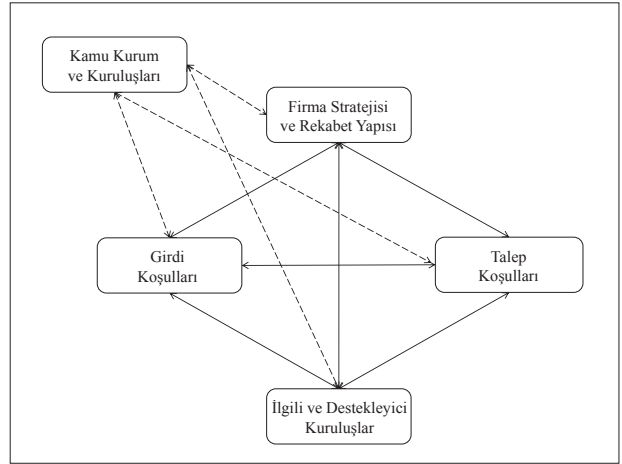 Kamu Kurum
ve Kuruluşları
Firma Stratejisi
ve Rekabet Yapısı
Girdi
Koşulları
Talep
Koşulları
İlgili ve Destekleyici
Kuruluşlar